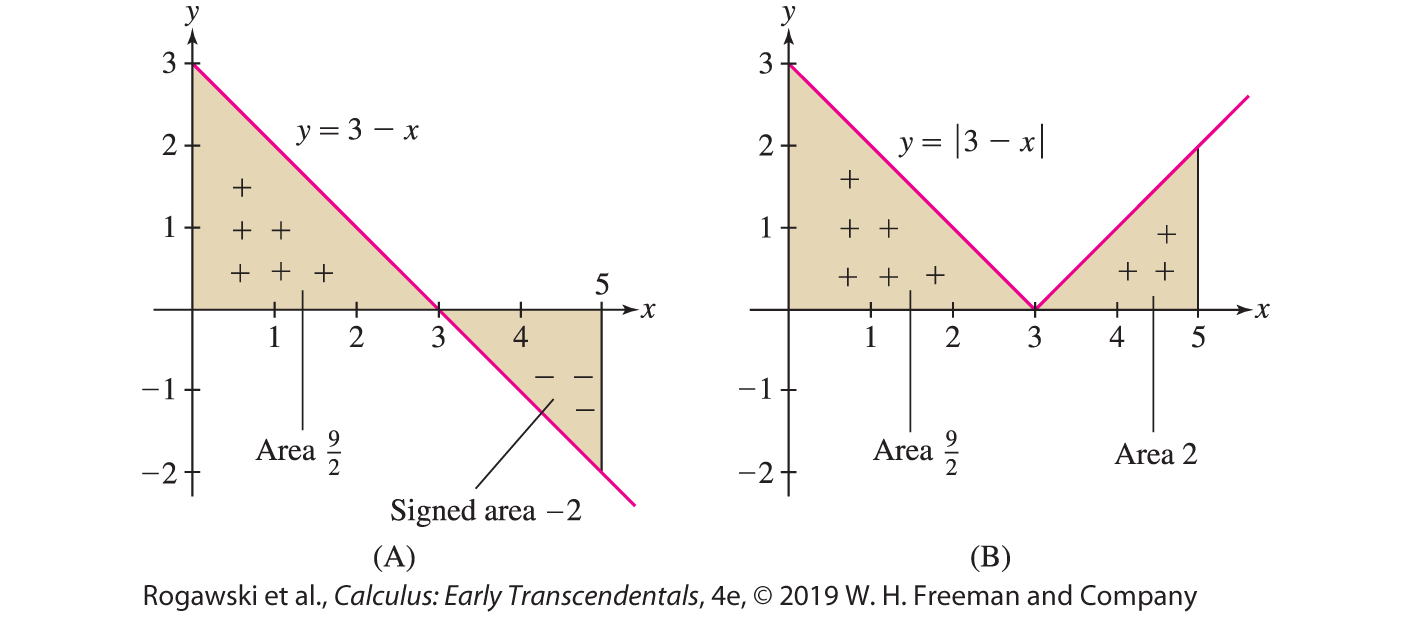 y
3
2
1
−1
−2
y = 3 − x
+
+ +
+ + +
1 2 3 4
5
x
− −
−
Area 9/2
Signed area −2
(A)
y
3
2
1
−1
−2
y = |3 − x|
+
+ +
+ + +
+
+ +
1 2 3 4 5
x
Area 9/2
Area 2
(B)
Rogawski et al., Calculus: Early Transcendentals, 4e, © 2019 W. H. Freeman and Company